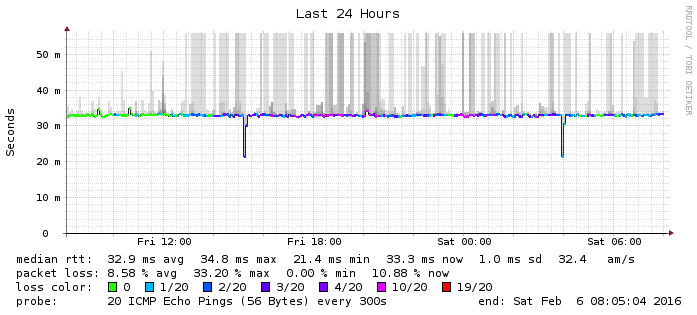 Last 24 Hours
RRDTOOL / TOBI OETIKER
Seconds
50 m
40 m
30 m
20 m
10 m
0
Fri 12:00 Fri 18:00 Sat 00:00 Sat 06:00
median rtt: 32.9 ms avg 34.8 ms max 21.4 ms min 33.3 ms now 1.0 ms sd 32.4 am/s
packet loss: 8.58 % avg 33.20 % max 0.00 % min 10.88 % now
loss color: 0 1/20 2/20 3/20 4/20 10/20 19/20
probe: 20 ICMP Echo Pings (56 Bytes) every 300s end: Sat Feb 6 08:05:04 2016